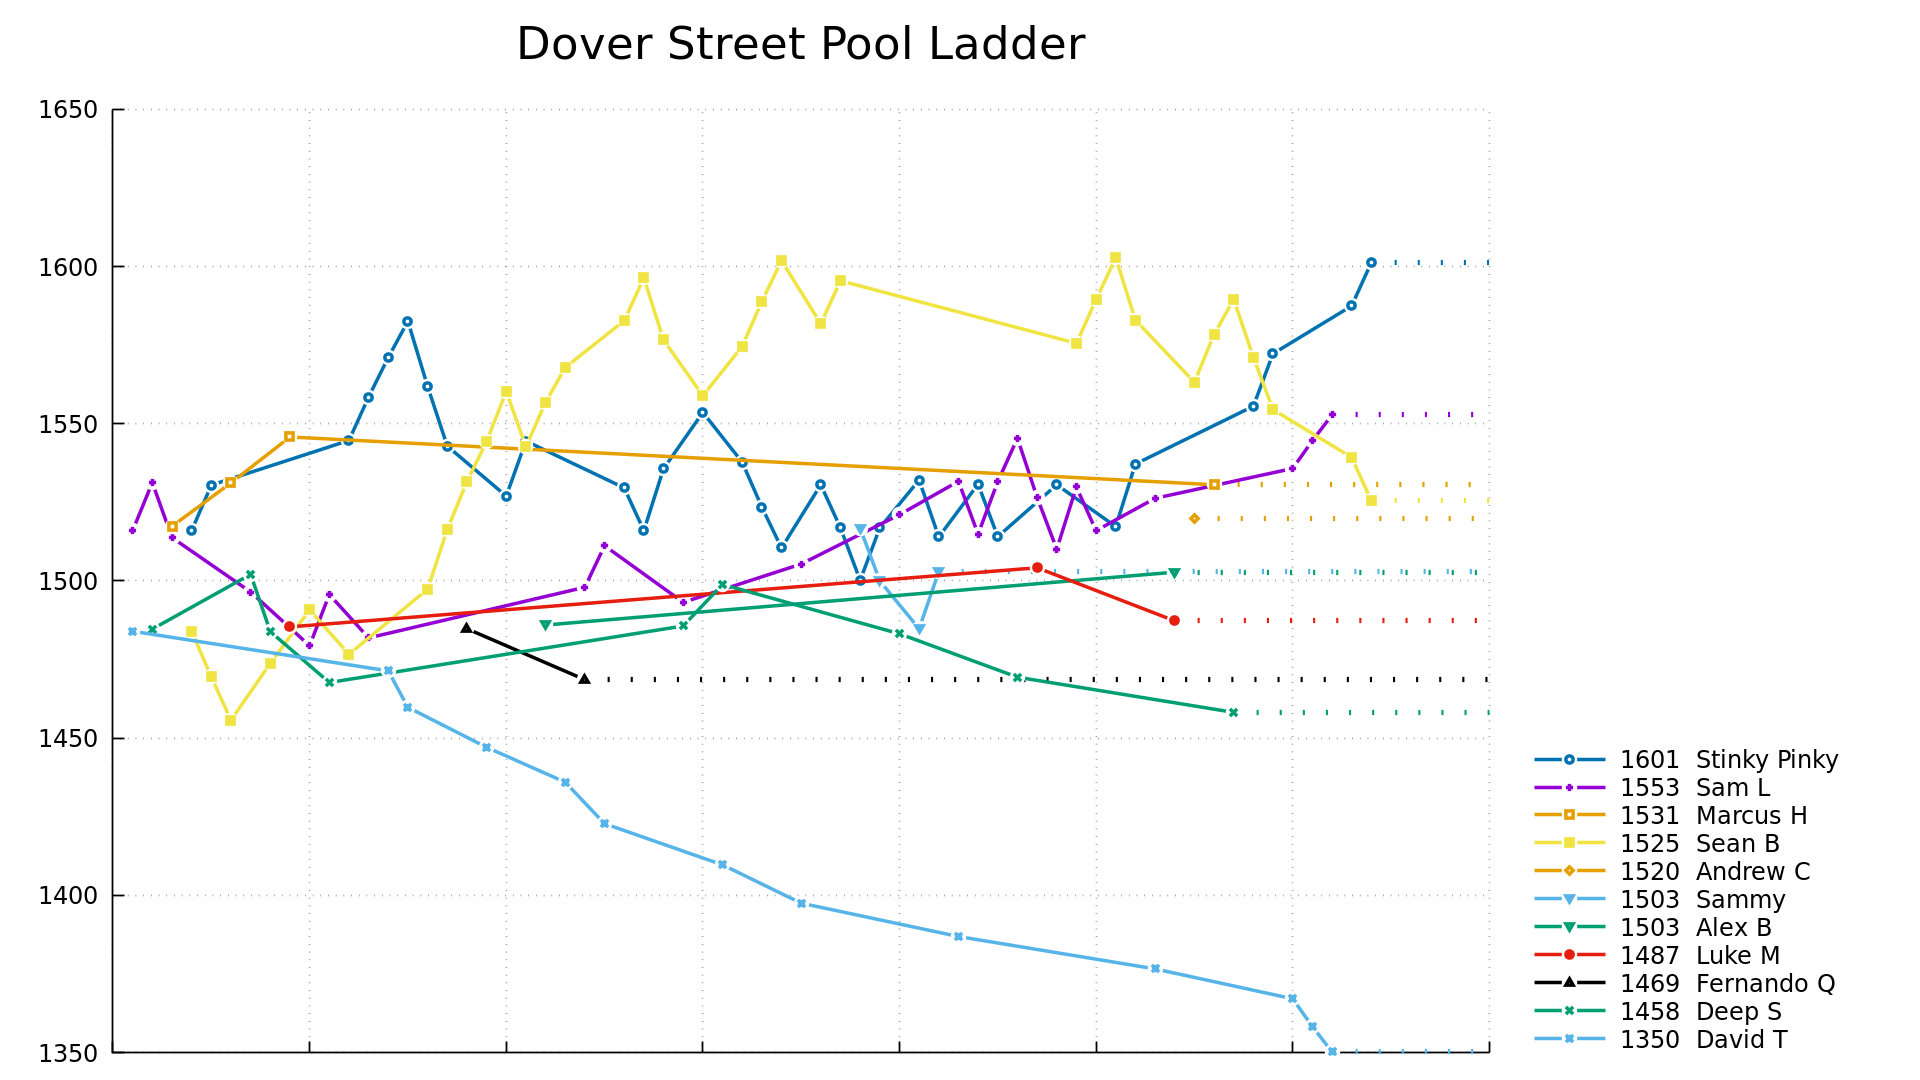 Dover Street Pool Ladder
1650
1600
1550
1500
1450
1400
1350
1601 Stinky Pinky
1553 Sam L
1531 Marcus H
1525 Sean B
1520 Andrew C
1503 Sammy
1503 Alex B
1487 Luke M
1469 Fernando Q
1458 Deep S
1350 David T